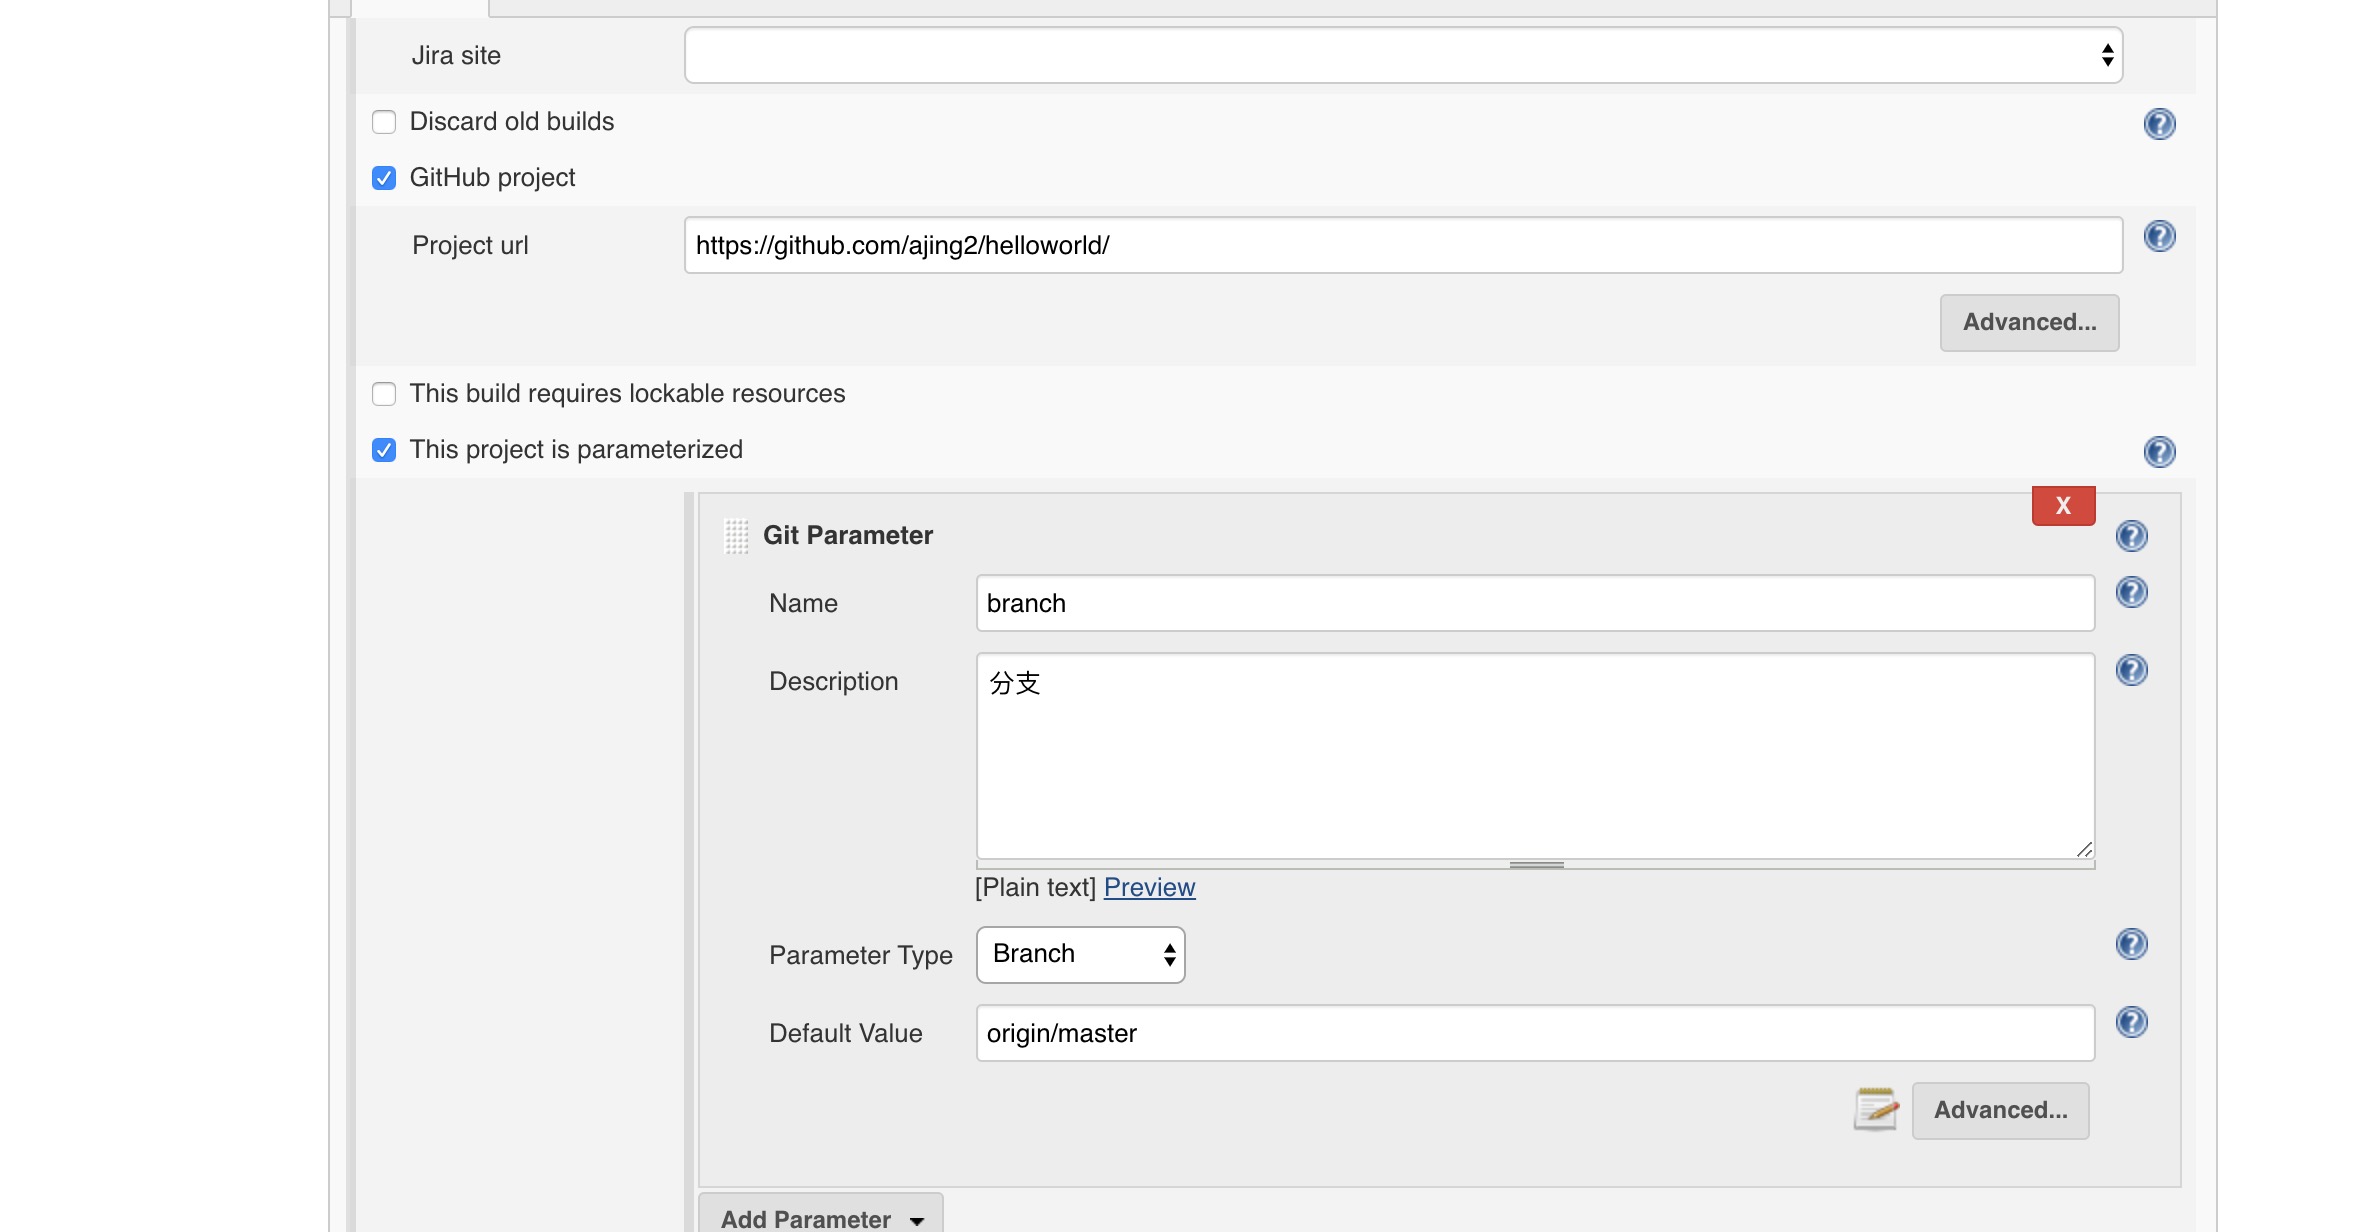 Jira site
Discard old builds
GitHub project
Project url
https://github.com/ajing2/helloworld/
Advanced...
This build requires lockable resources
This project is parameterized
X
Git Parameter
Name
branch
Description
分支
[Plain text] Preview
Parameter Type
Branch
Default Value
origin/master
Advanced...
Add Parameter